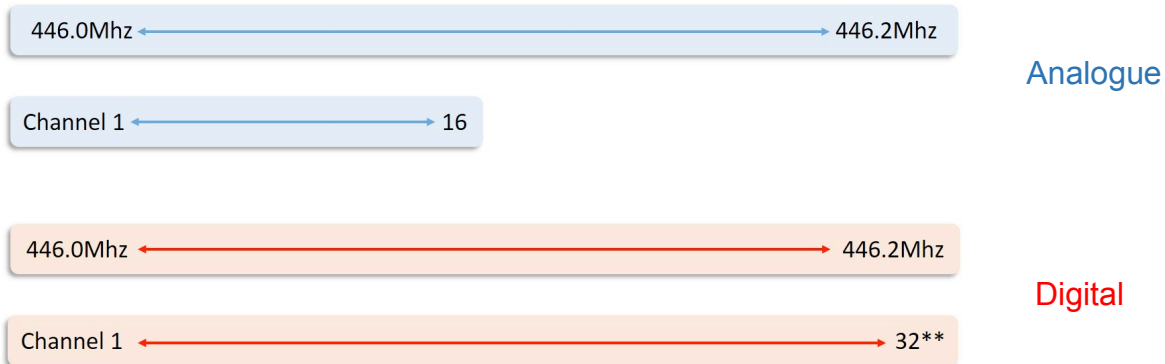 446.0Mhz 446.2Mhz
Analogue
Channel 1 16
446.0Mhz 446.2Mhz
Digital
Channel 1 32**